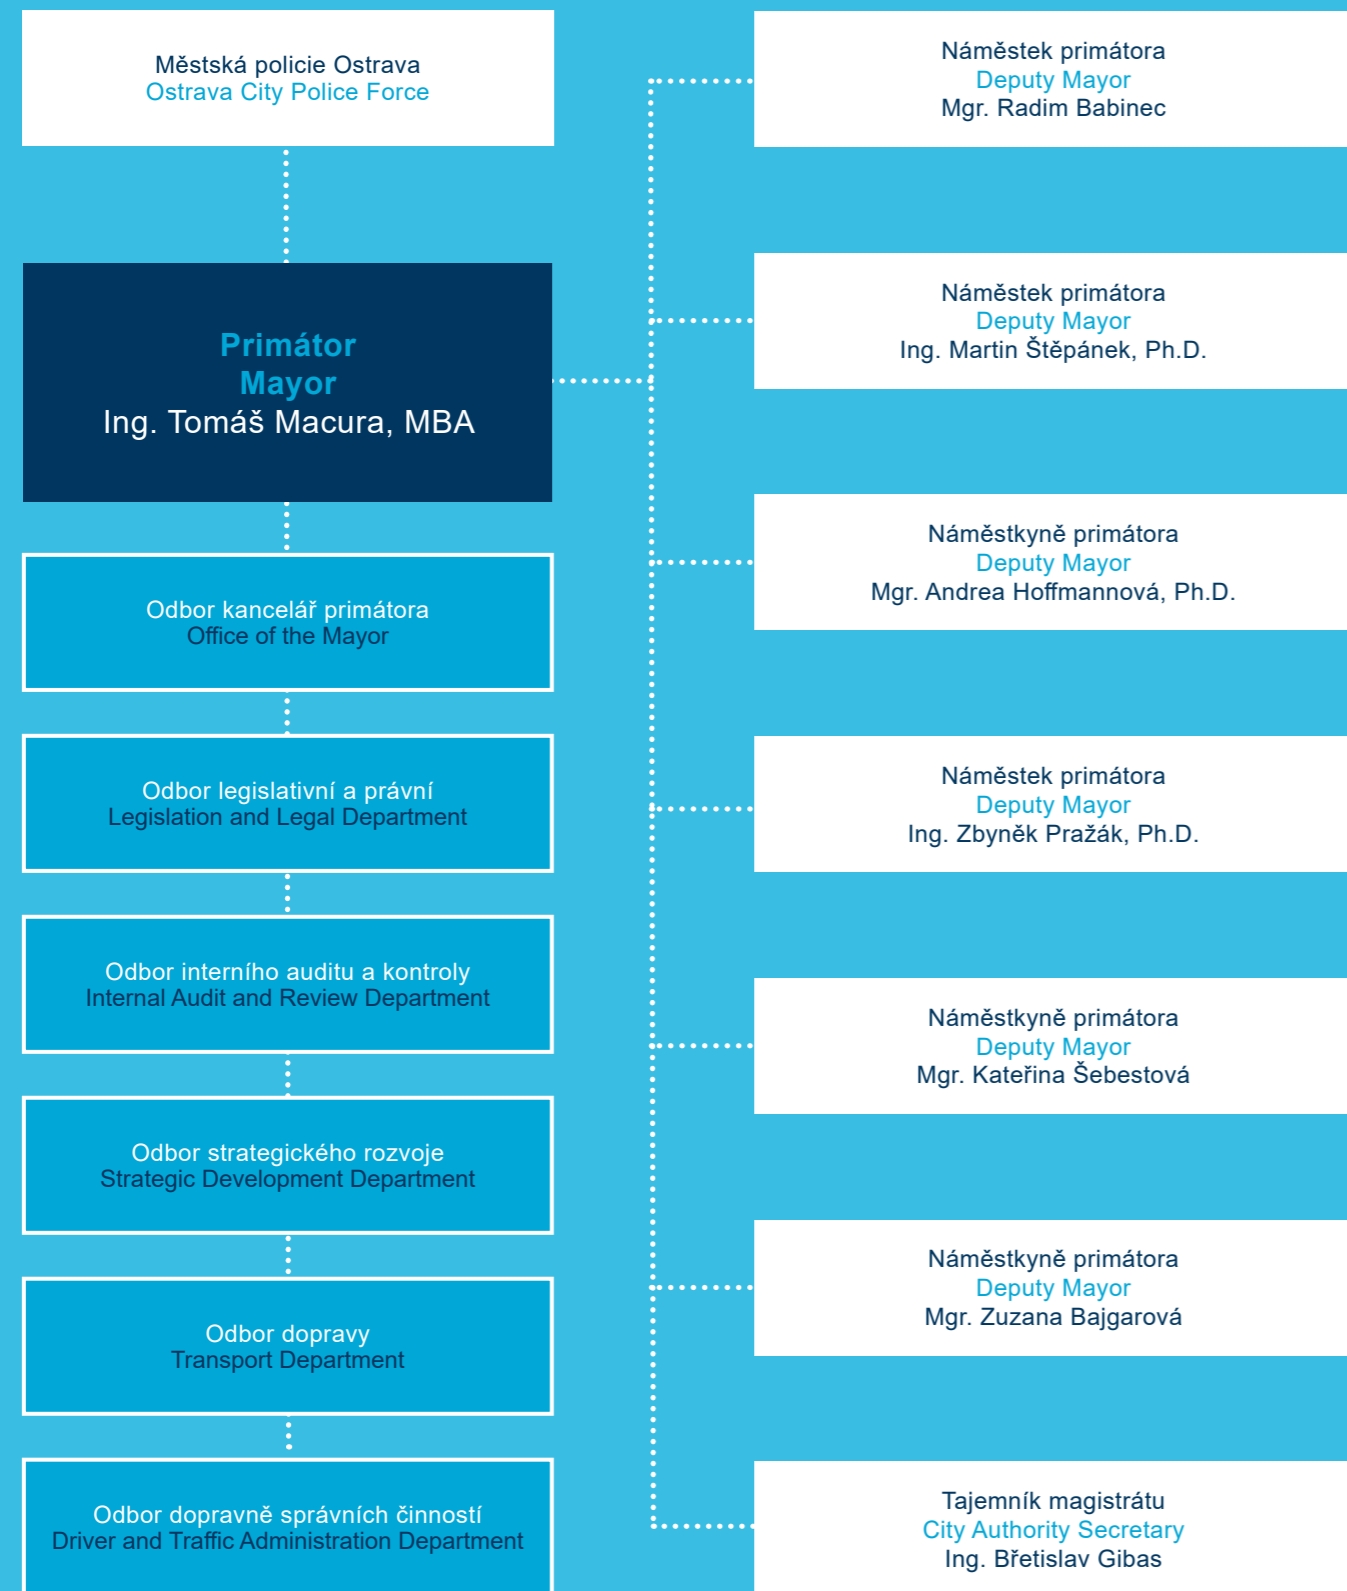 Městská policie Ostrava
Ostrava City Police Force
Primátor
Mayor
Ing. Tomáš Macura, MBA
Odbor kancelář primátora
Office of the Mayor
Odbor legislativní a právní
Legislation and Legal Department
Odbor interního auditu a kontroly
Internal Audit and Review Department
Odbor strategického rozvoje
Strategic Development Department
Odbor dopravy
Transport Department
Odbor dopravně správních činností
Driver and Traffic Administration Department
Náměstek primátora
Deputy Mayor
Mgr. Radim Babinec
Náměstek primátora
Deputy Mayor
Ing. Martin Štěpánek, Ph.D.
Náměstkyně primátora
Deputy Mayor
Mgr. Andrea Hoffmannová, Ph.D.
Náměstek primátora
Deputy Mayor
Ing. Zbyněk Pražák, Ph.D.
Náměstkyně primátora
Deputy Mayor
Mgr. Kateřina Šebestová
Náměstkyně primátora
Deputy Mayor
Mgr. Zuzana Bajgarová
Tajemník magistrátu
City Authority Secretary
Ing. Břetislav Gibas